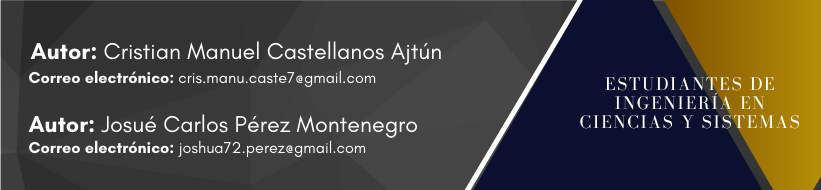 Autor: Cristian Manuel Castellanos Ajtún
Correo electrónico: cris.manu.caste7@gmail.com
Autor: Josué Carlos Pérez Montenegro
Correo electrónico: joshua72.perez@gmail.com
ESTUDIANTES DE
INGENIERÍA EN
CIENCIAS Y SISTEMAS